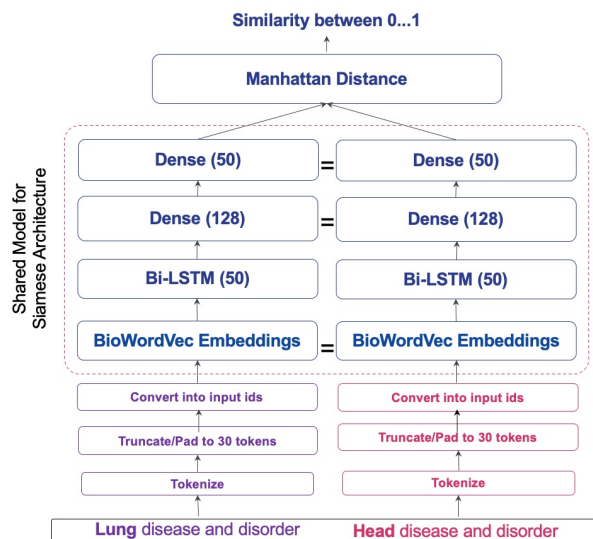 Similarity between 0...1
Manhattan Distance
Shared Model for
Siamese Architecture
Dense (50) = Dense (50)
Dense (128) = Dense (128)
Bi-LSTM (50) Bi-LSTM (50)
BioWordVec Embeddings = BioWordVec Embeddings
Convert into input ids Convert into input ids
Truncate/Pad to 30 tokens Truncate/Pad to 30 tokens
Tokenize Tokenize
Lung disease and disorder Head disease and disorder